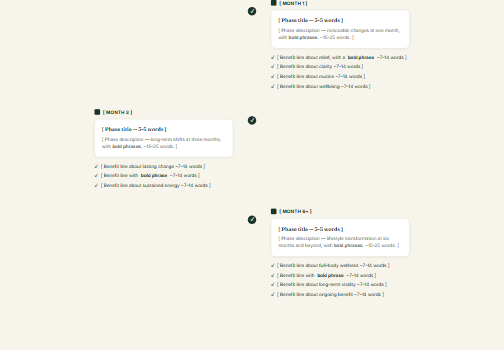 [ MONTH 1 ]
[ Phase title — 3–5 words ]
[ Phase description — noticeable changes at one month,
with bold phrases. ~15–25 words. ]
✓ [ Benefit line about relief, with a bold phrase ~7–14 words ]
✓ [ Benefit line about clarity ~7–14 words ]
✓ [ Benefit line about routine ~7–14 words ]
✓ [ Benefit line about wellbeing ~7–14 words ]
[ MONTH 3 ]
[ Phase title — 3–5 words ]
[ Phase description — long-term shifts at three months,
with bold phrases. ~15–25 words. ]
✓ [ Benefit line about lasting change ~7–14 words ]
✓ [ Benefit line with bold phrase ~7–14 words ]
✓ [ Benefit line about sustained energy ~7–14 words ]
[ MONTH 6+ ]
[ Phase title — 3–5 words ]
[ Phase description — lifestyle transformation at six
months and beyond, with bold phrases. ~15–25 words. ]
✓ [ Benefit line about full-body wellness ~7–14 words ]
✓ [ Benefit line with bold phrase ~7–14 words ]
✓ [ Benefit line about long-term vitality ~7–14 words ]
✓ [ Benefit line about ongoing benefit ~7–14 words ]